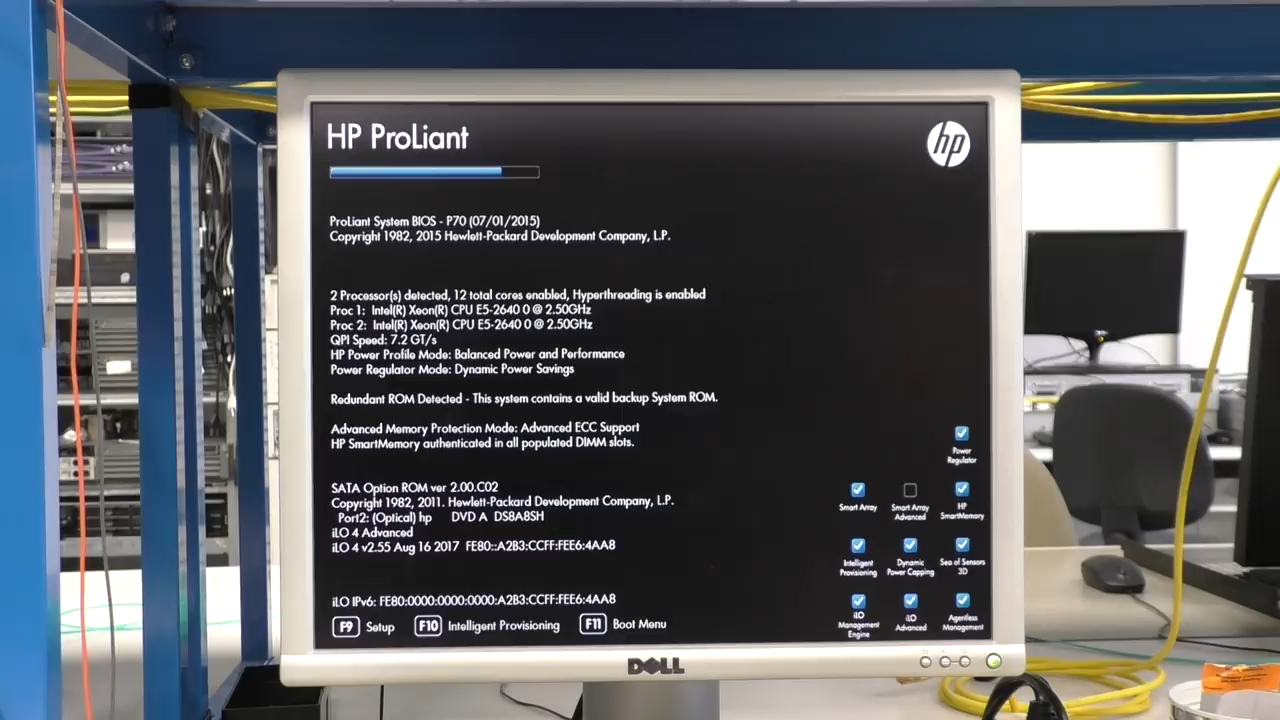 HP ProLiant
hp
ProLiant System BIOS - P70 (07/01/2015)
Copyright 1982, 2015 Hewlett-Packard Development Company, L.P.
2 Processor(s) detected, 12 total cores enabled, Hyperthreading is enabled
Proc 1: Intel(R) Xeon(R) CPU E5-2640 0 @ 2.50GHz
Proc 2: Intel(R) Xeon(R) CPU E5-2640 0 @ 2.50GHz
QPI Speed: 7.2 GT/s
HP Power Profile Mode: Balanced Power and Performance
Power Regulator Mode: Dynamic Power Savings
Redundant ROM Detected - This system contains a valid backup System ROM.
Advanced Memory Protection Mode: Advanced ECC Support
HP SmartMemory authenticated in all populated DIMM slots.
SATA Option ROM ver 2.00.C02
Copyright 1982, 2011. Hewlett-Packard Development Company, L.P.
Port2: (Optical) hp DVD A DS8A8SH
iLO 4 Advanced
iLO 4 v2.55 Aug 16 2017 FE80::A2B3:CCFF:FEE6:4AA8
iLO IPv6: FE80:0000:0000:0000:A2B3:CCFF:FEE6:4AA8
F9 Setup F10 Intelligent Provisioning F11 Boot Menu
Power
Regulator
Smart Array
Smart Array
Advanced
HP
SmartMemory
Intelligent
Provisioning
Dynamic
Power Capping
Sea of Sensors
3D
iLO
Management
Engine
iLO
Advanced
Agentless
Management
DELL